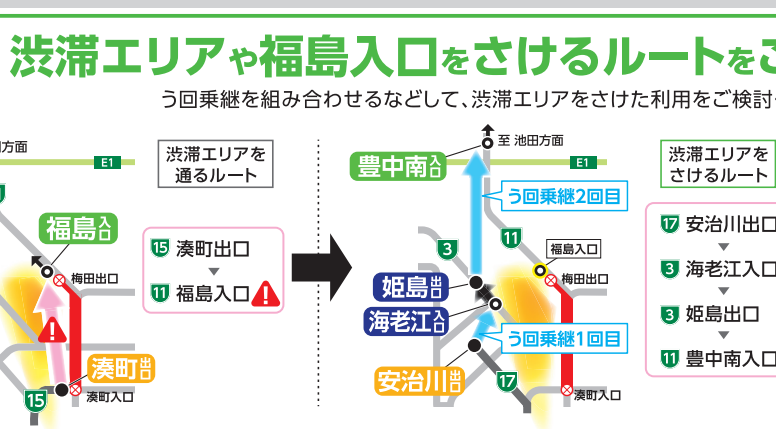 渋滞エリアや福島入口をさけるルートをご
う回乗継を組み合わせるなどして、渋滞エリアをさけた利用をご検討
方面
E1
渋滞エリアを
通るルート
福島入口
梅田出口
湊町出口
湊町入口
15
15 湊町出口
11 福島入口
至 池田方面
E1
豊中南入口
う回乗継2回目
11
3
福島入口
梅田出口
姫島出口
海老江入口
う回乗継1回目
安治川出口
17
湊町入口
渋滞エリアを
さけるルート
17 安治川出口
3 海老江入口
3 姫島出口
11 豊中南入口